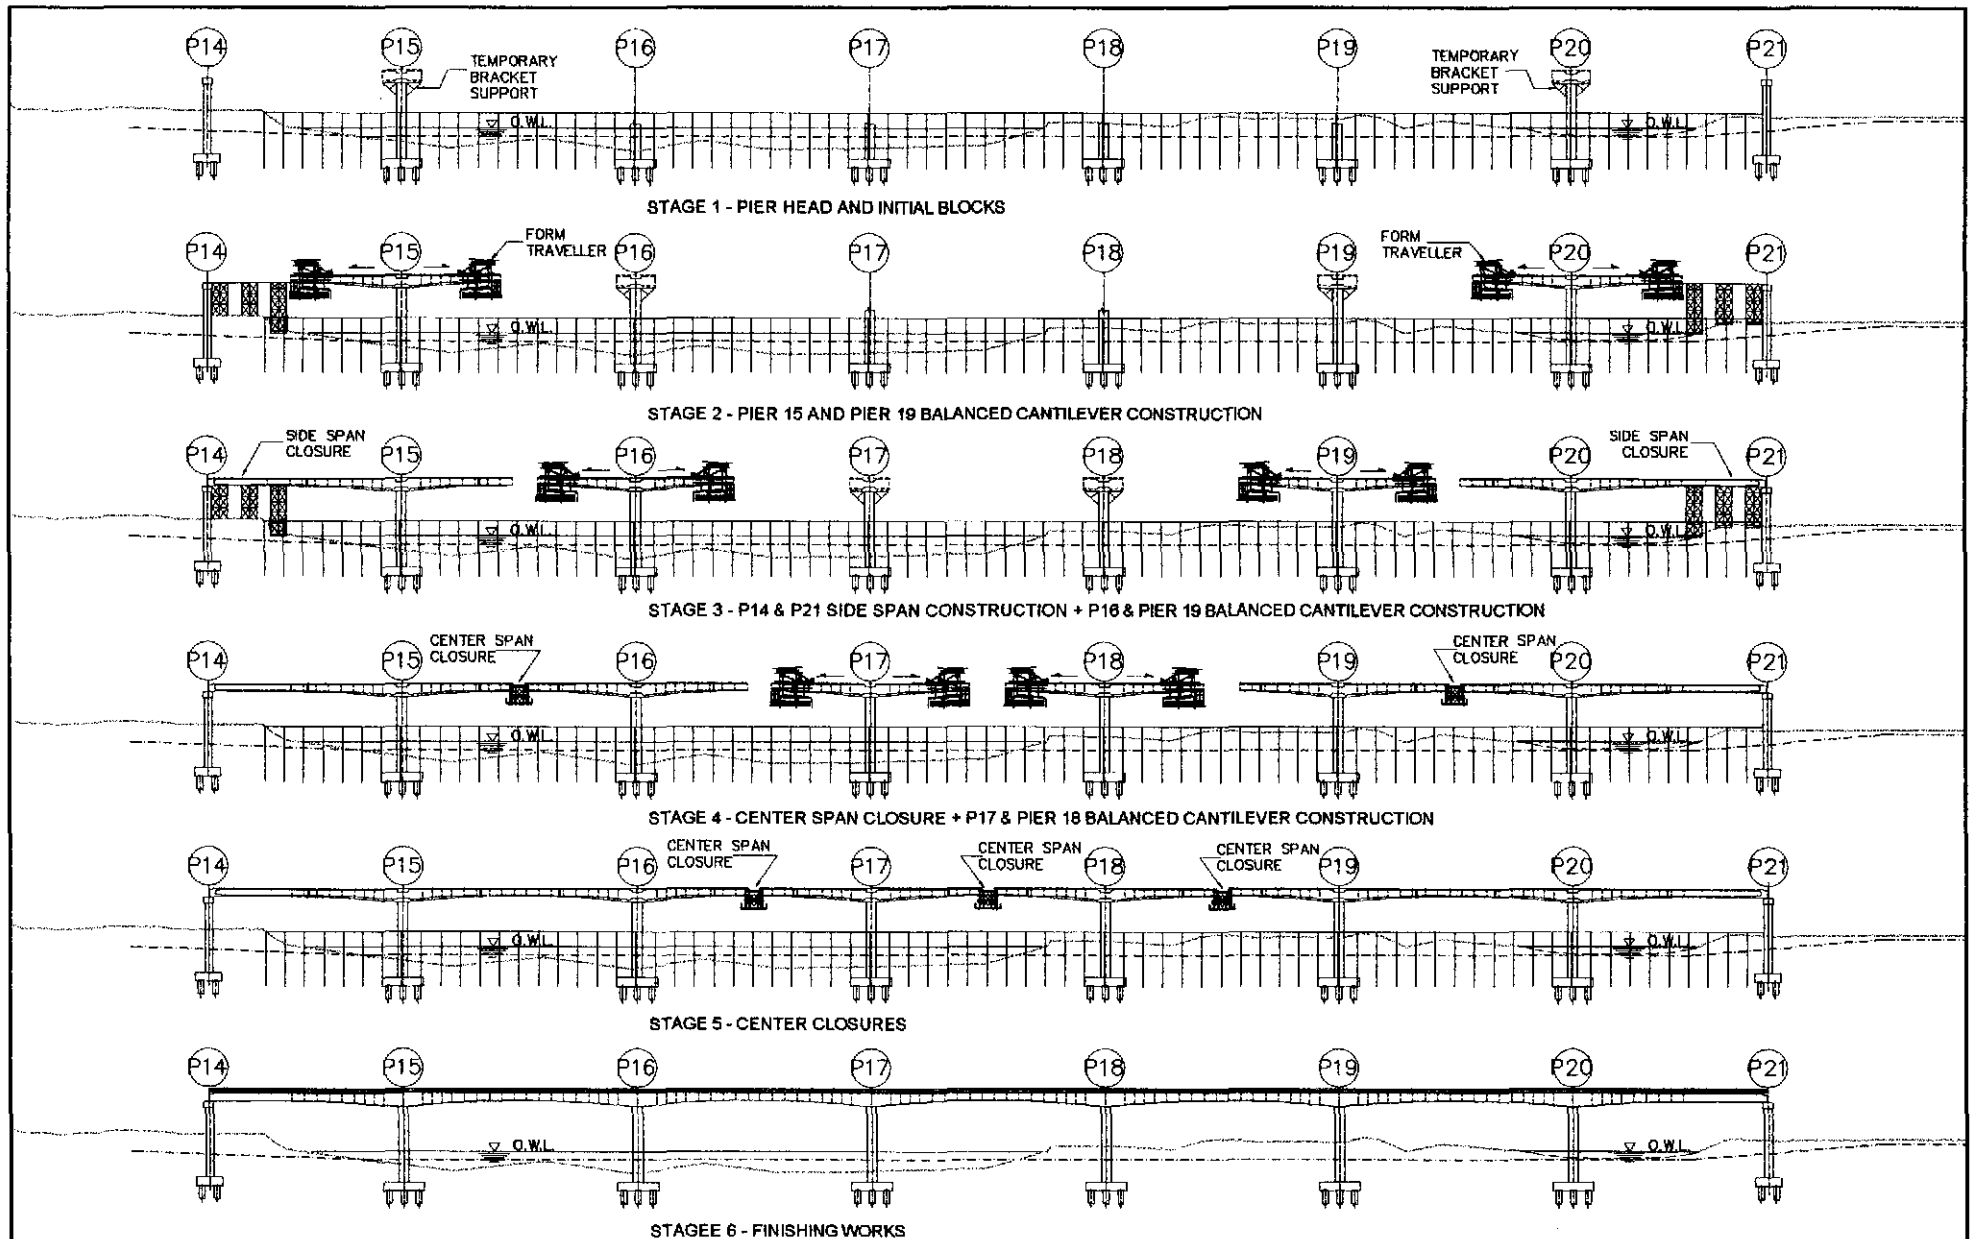 P14 P15 P16 P17 P18 P19 P20 P21
TEMPORARY
BRACKET
SUPPORT
TEMPORARY
BRACKET
SUPPORT
O.W.L.
O.W.L.
STAGE 1 - PIER HEAD AND INITIAL BLOCKS
FORM
TRAVELLER
FORM
TRAVELLER
P14 P15 P16 P17 P18 P19 P20 P21
O.W.L.
O.W.L.
STAGE 2 - PIER 15 AND PIER 19 BALANCED CANTILEVER CONSTRUCTION
SIDE SPAN
CLOSURE
SIDE SPAN
CLOSURE
P14 P15 P16 P17 P18 P19 P20 P21
O.W.L.
O.W.L.
STAGE 3 - P14 & P21 SIDE SPAN CONSTRUCTION + P16 & PIER 19 BALANCED CANTILEVER CONSTRUCTION
CENTER SPAN
CLOSURE
CENTER SPAN
CLOSURE
P14 P15 P16 P17 P18 P19 P20 P21
O.W.L.
O.W.L.
STAGE 4 - CENTER SPAN CLOSURE + P17 & PIER 18 BALANCED CANTILEVER CONSTRUCTION
CENTER SPAN
CLOSURE
CENTER SPAN
CLOSURE
CENTER SPAN
CLOSURE
P14 P15 P16 P17 P18 P19 P20 P21
O.W.L.
O.W.L.
STAGE 5 - CENTER CLOSURES
P14 P15 P16 P17 P18 P19 P20 P21
O.W.L.
O.W.L.
STAGEE 6 - FINISHING WORKS